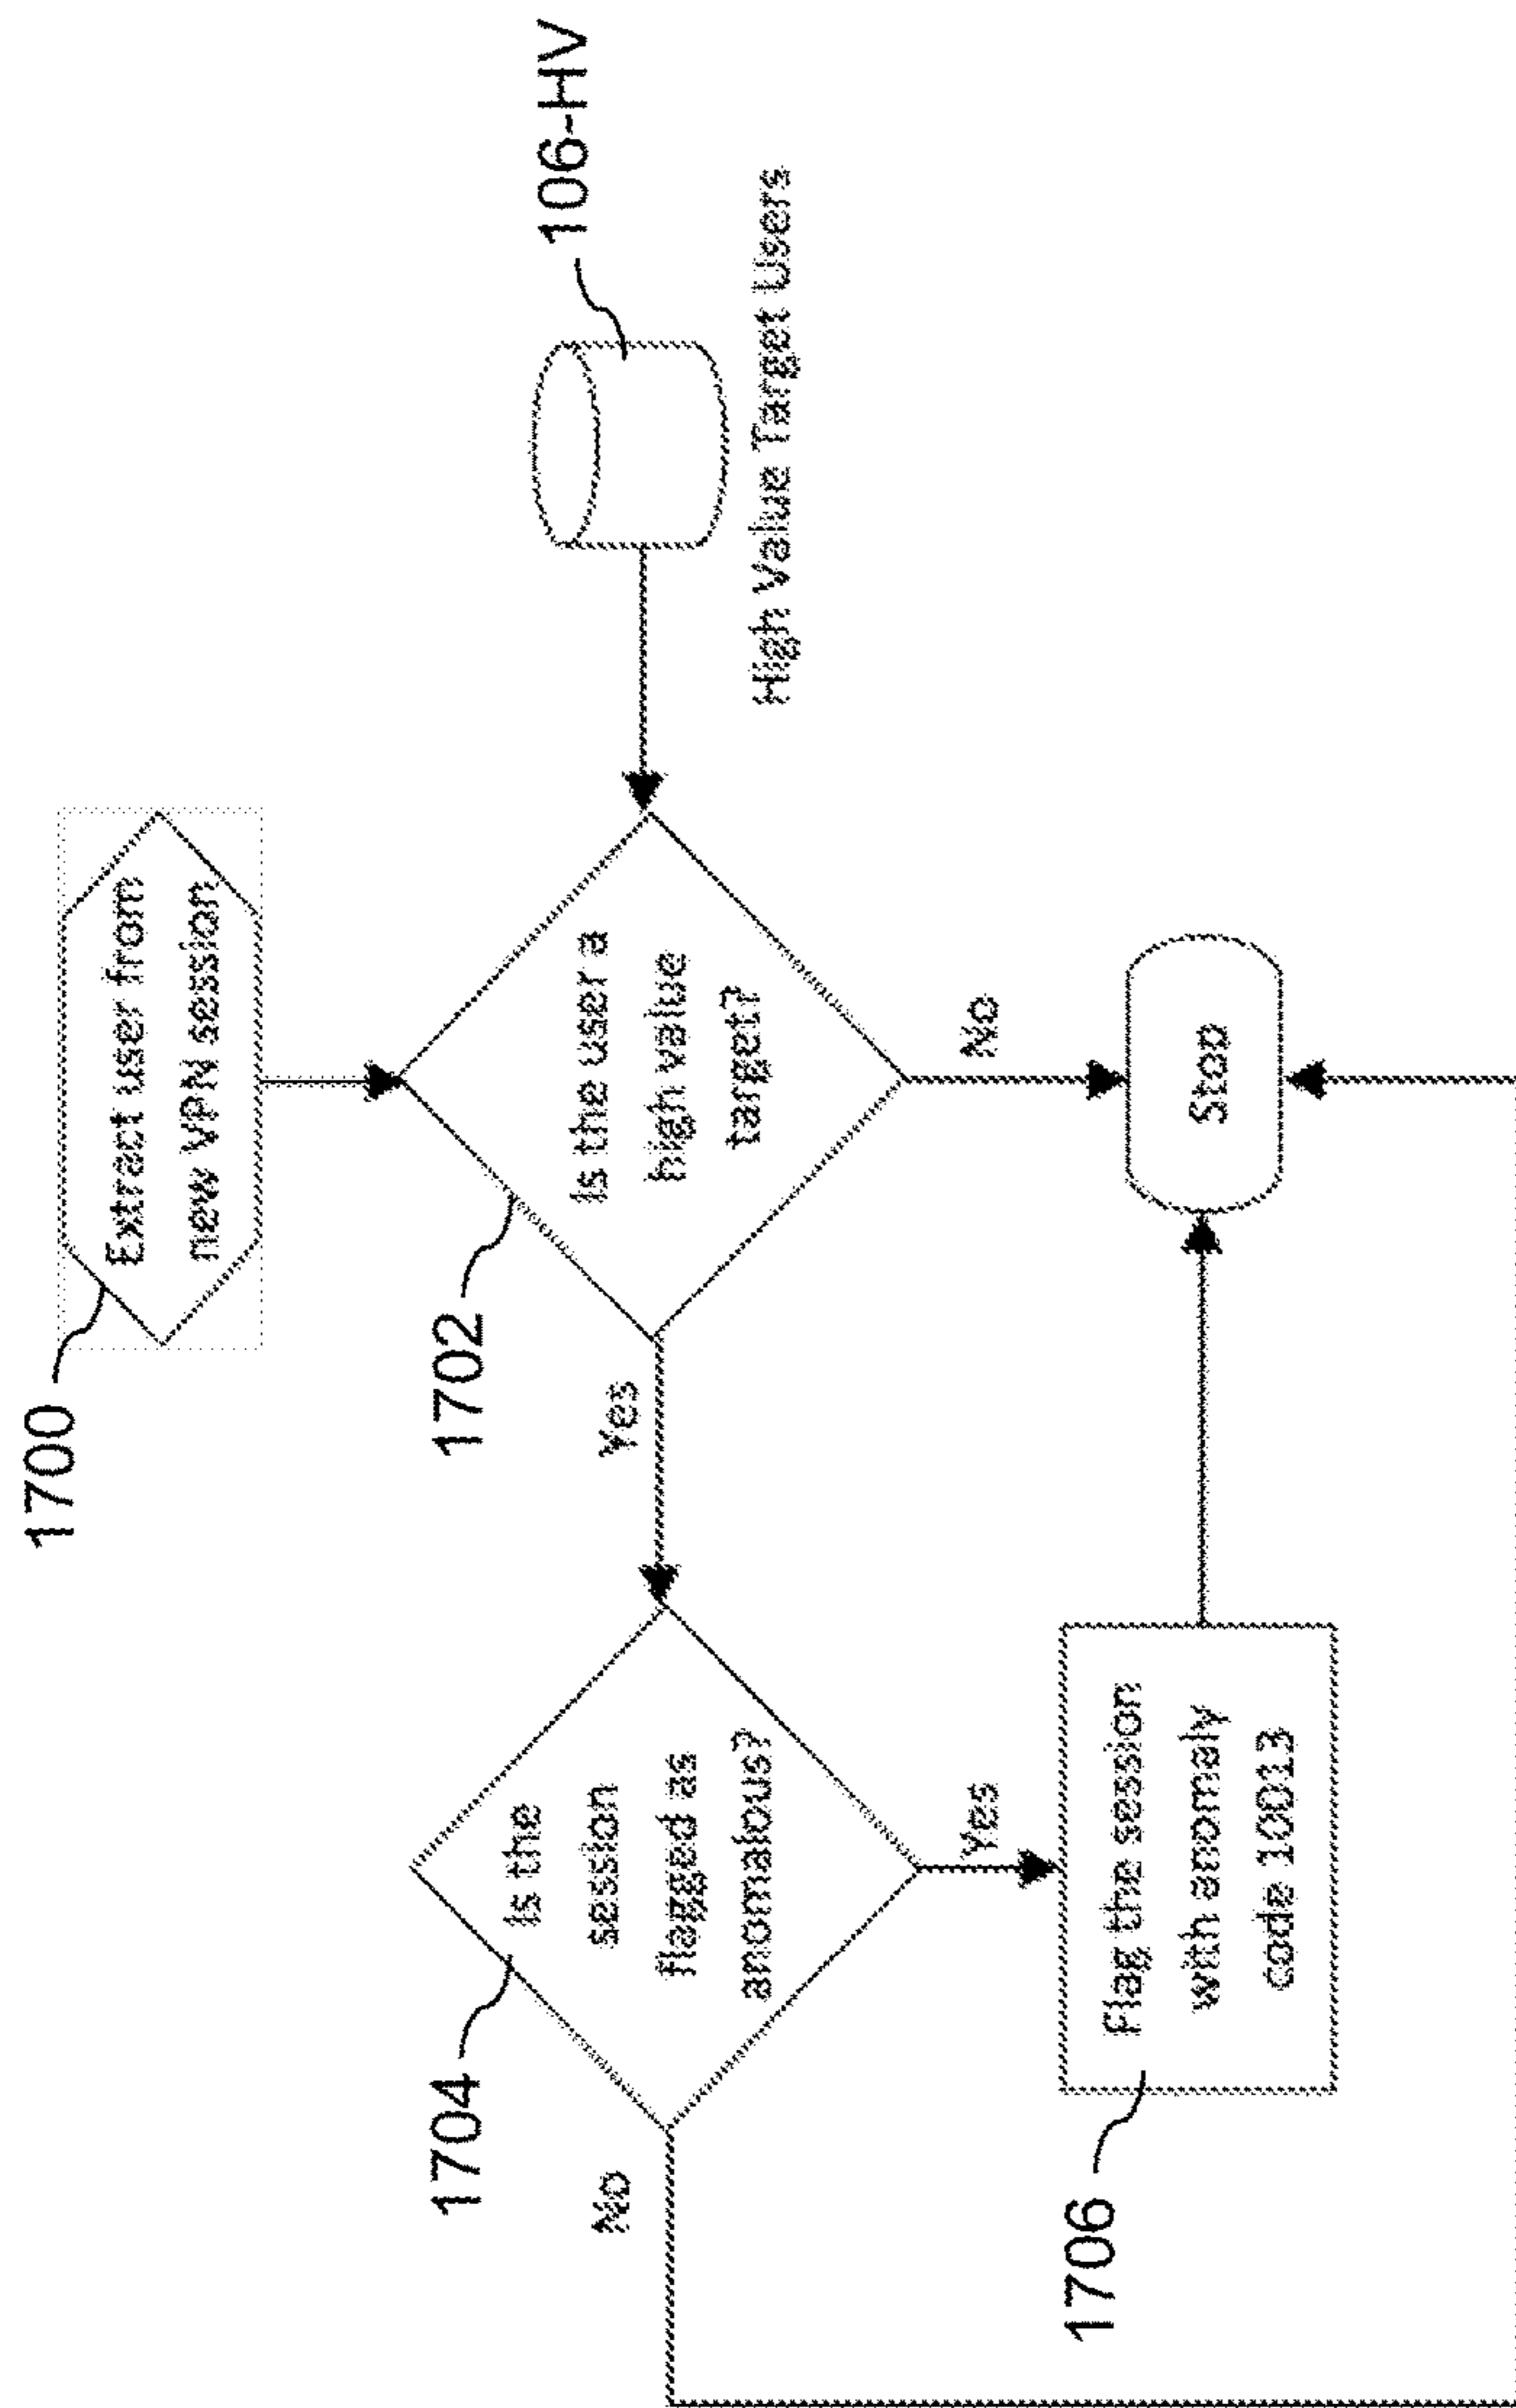 1700
Extract user from
new VPN session
1702
Is the user a
high value
target?
106-HV
High Value Target Users
Yes
No
1704
Is the
session
flagged as
anomalous?
No
Yes
1706
Flag the session
with anomaly
code 10013
Stop